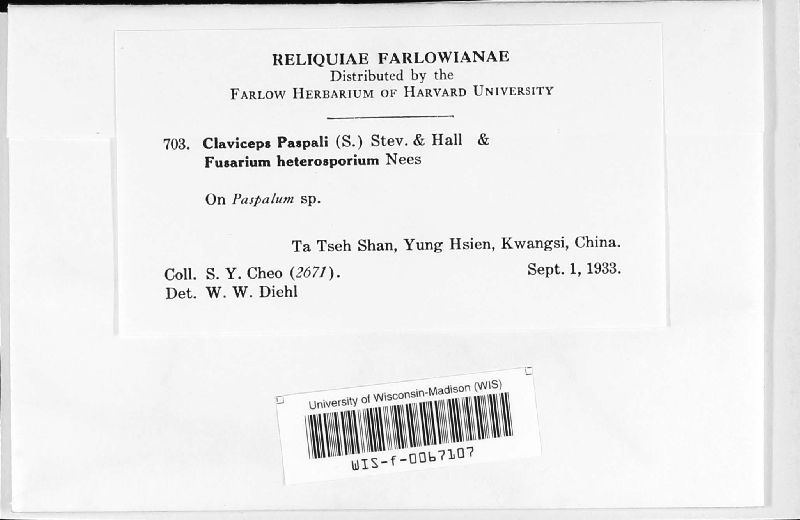 RELIQUIAE FARLOWIANAE
Distributed by the
FARLOW HERBARIUM OF HARVARD UNIVERSITY
703. Claviceps Paspali (S.) Stev. & Hall &
Fusarium heterosporium Nees
On Paspalum sp.
Ta Tseh Shan, Yung Hsien, Kwangsi, China.
Coll. S. Y. Cheo (2671). Sept. 1, 1933.
Det. W. W. Diehl
University of Wisconsin-Madison (WIS)
WIS-f-0067107